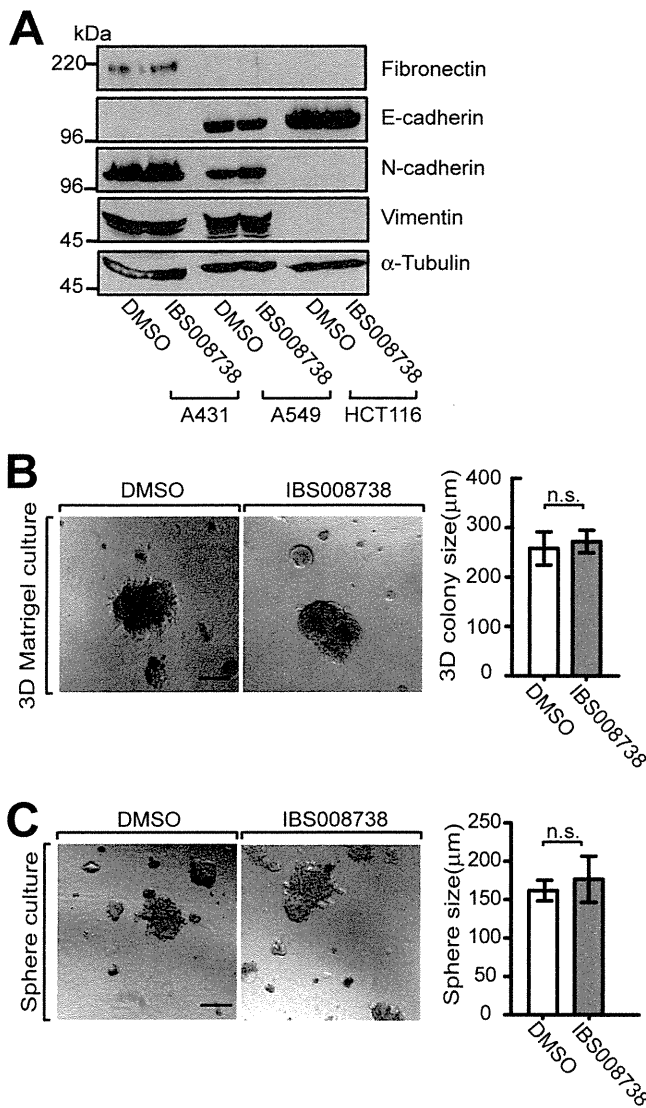 A
kDa
220
Fibronectin
E-cadherin
96
N-cadherin
96
Vimentin
45
α-Tubulin
45
DMSO
IBS008738
DMSO
IBS008738
DMSO
IBS008738
A431
A549
HCT116
B
DMSO
IBS008738
3D Matrigel culture
3D colony size(μm)
400
300
200
100
0
n.s.
DMSO
IBS008738
C
DMSO
IBS008738
Sphere culture
Sphere size(μm)
250
200
150
100
50
0
n.s.
DMSO
IBS008738